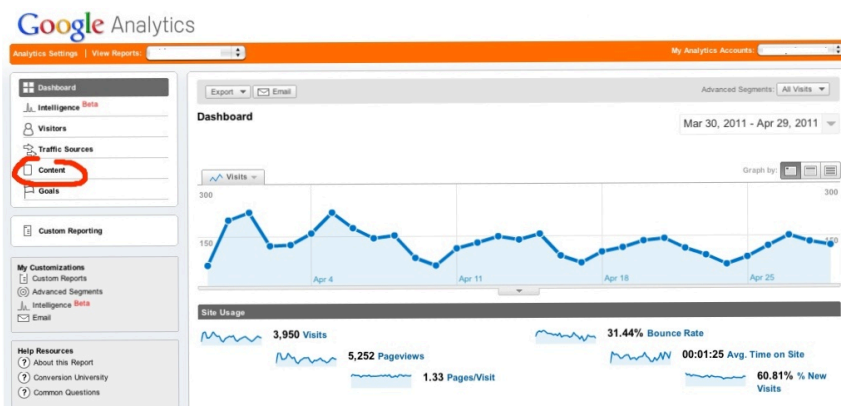 Google Analytics
Analytics Settings | View Reports:
My Analytics Accounts:
Dashboard
Intelligence Beta
Visitors
Traffic Sources
Content
Goals
Custom Reporting
My Customizations
Custom Reports
Advanced Segments
Intelligence Beta
Email
Help Resources
About this Report
Conversion University
Common Questions
Export Email
Advanced Segments: All Visits
Dashboard
Mar 30, 2011 - Apr 29, 2011
Visits
Graph by:
300 300
150 150
Apr 4 Apr 11 Apr 18 Apr 25
Site Usage
3,950 Visits
31.44% Bounce Rate
5,252 Pageviews
00:01:25 Avg. Time on Site
1.33 Pages/Visit
60.81% % New
Visits